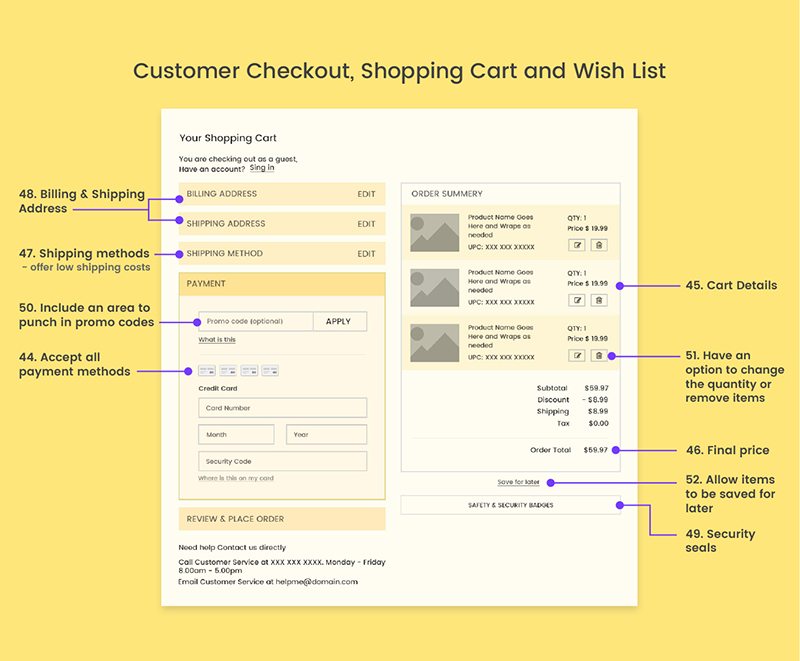 Customer Checkout, Shopping Cart and Wish List
Your Shopping Cart
You are checking out as a guest,
Have an account? Sing in
48. Billing & Shipping
Address
BILLING ADDRESS EDIT
SHIPPING ADDRESS EDIT
47. Shipping methods
- offer low shipping costs
SHIPPING METHOD EDIT
PAYMENT
50. Include an area to
punch in promo codes
Promo code (optional) APPLY
What is this
44. Accept all
payment methods
Credit Card
Card Number
Month Year
Security Code
Where is this on my card
REVIEW & PLACE ORDER
Need help Contact us directly
Call Customer Service at XXX XXX XXXX. Monday - Friday
8.00am - 5.00pm
Email Customer Service at helpme@domain.com
ORDER SUMMERY
Product Name Goes
Here and Wraps as
needed
UPC: XXX XXX XXXXX
QTY: 1
Price $ 19.99
Product Name Goes
Here and Wraps as
needed
UPC: XXX XXX XXXXX
QTY: 1
Price $ 19.99
45. Cart Details
Product Name Goes
Here and Wraps as
needed
UPC: XXX XXX XXXXX
QTY: 1
Price $ 19.99
51. Have an
option to change
the quantity or
remove items
Subtotal $59.97
Discount - $8.99
Shipping $8.99
Tax $0.00
Order Total $59.97
46. Final price
Save for later
52. Allow items
to be saved for
later
SAFETY & SECURITY BADGES
49. Security
seals